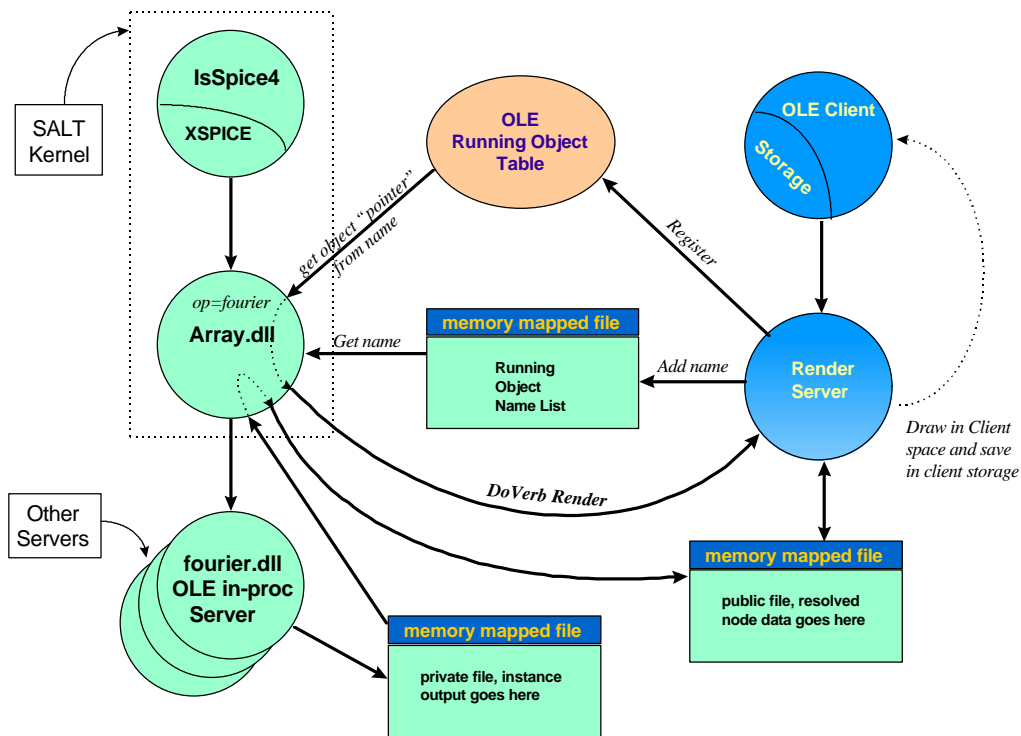 IsSpice4
XSPICE
SALT
Kernel
OLE
Running Object
Table
OLE Client
Storage
get object “pointer”
from name
Register
op=fourier
Array.dll
Get name
memory mapped file
Running
Object
Name List
Add name
Render
Server
Draw in Client
space and save
in client storage
DoVerb Render
Other
Servers
fourier.dll
OLE in-proc
Server
memory mapped file
public file, resolved
node data goes here
memory mapped file
private file, instance
output goes here